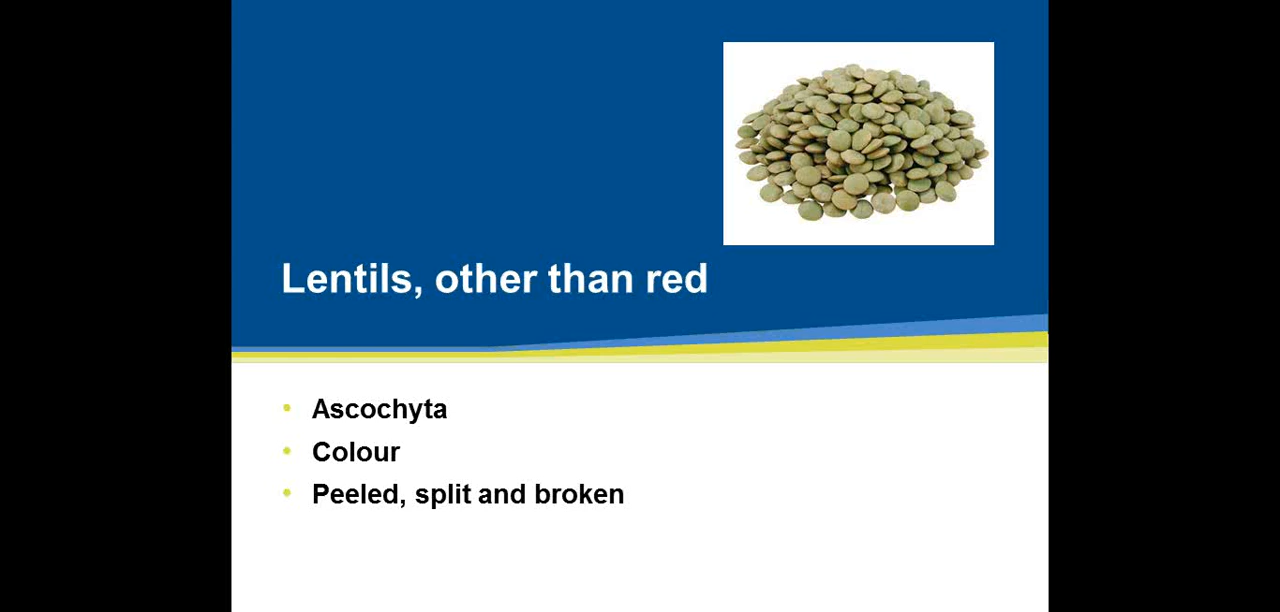 Lentils, other than red
• Ascochyta
• Colour
• Peeled, split and broken